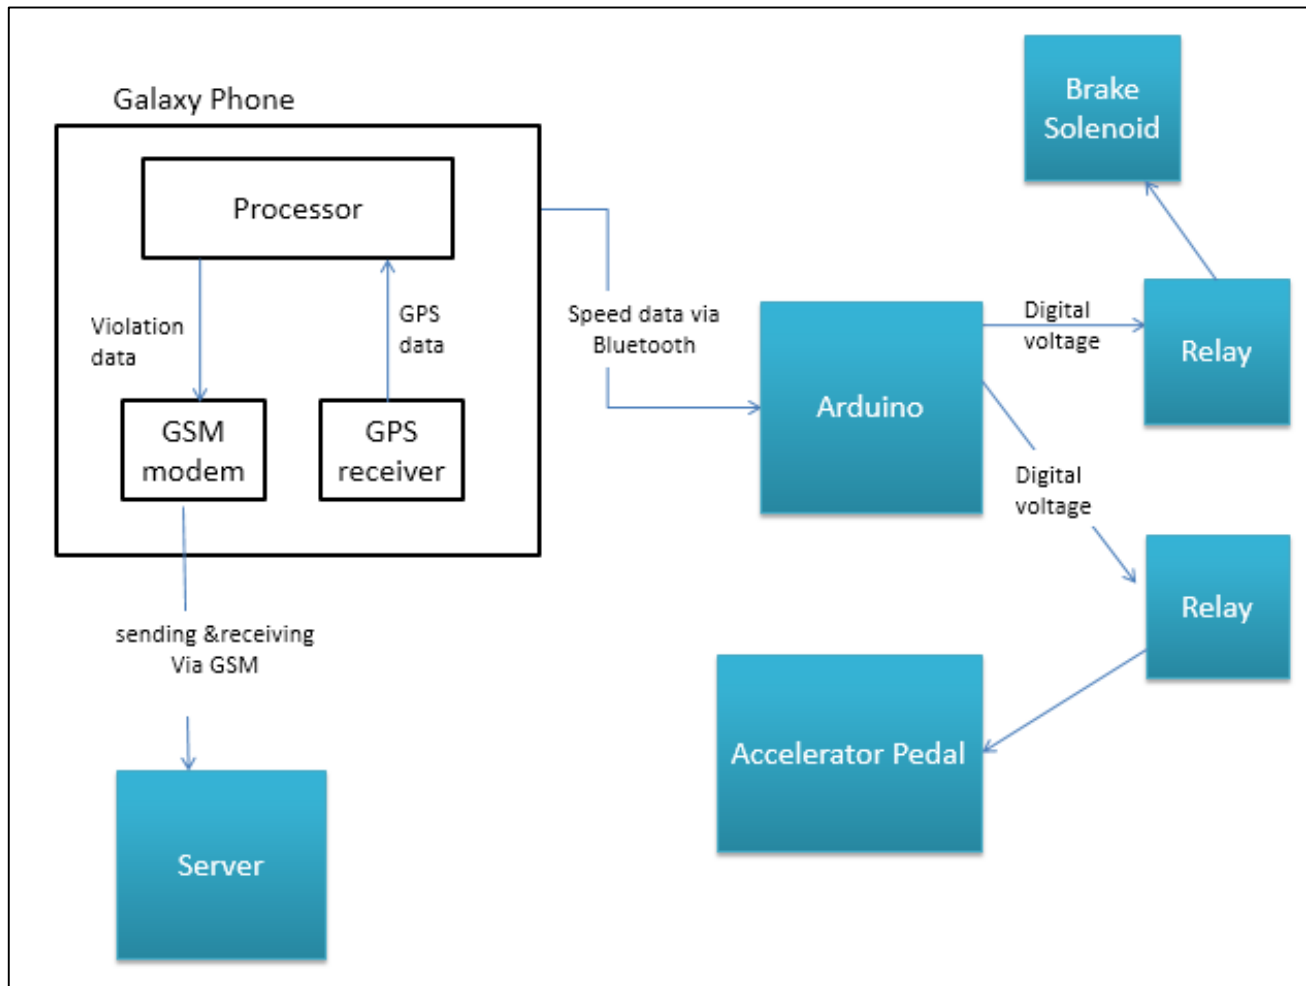 Galaxy Phone
Processor
Violation
data
GPS
data
GSM
modem
GPS
receiver
sending &receiving
Via GSM
Server
Speed data via
Bluetooth
Arduino
Digital
voltage
Relay
Brake
Solenoid
Digital
voltage
Relay
Accelerator Pedal